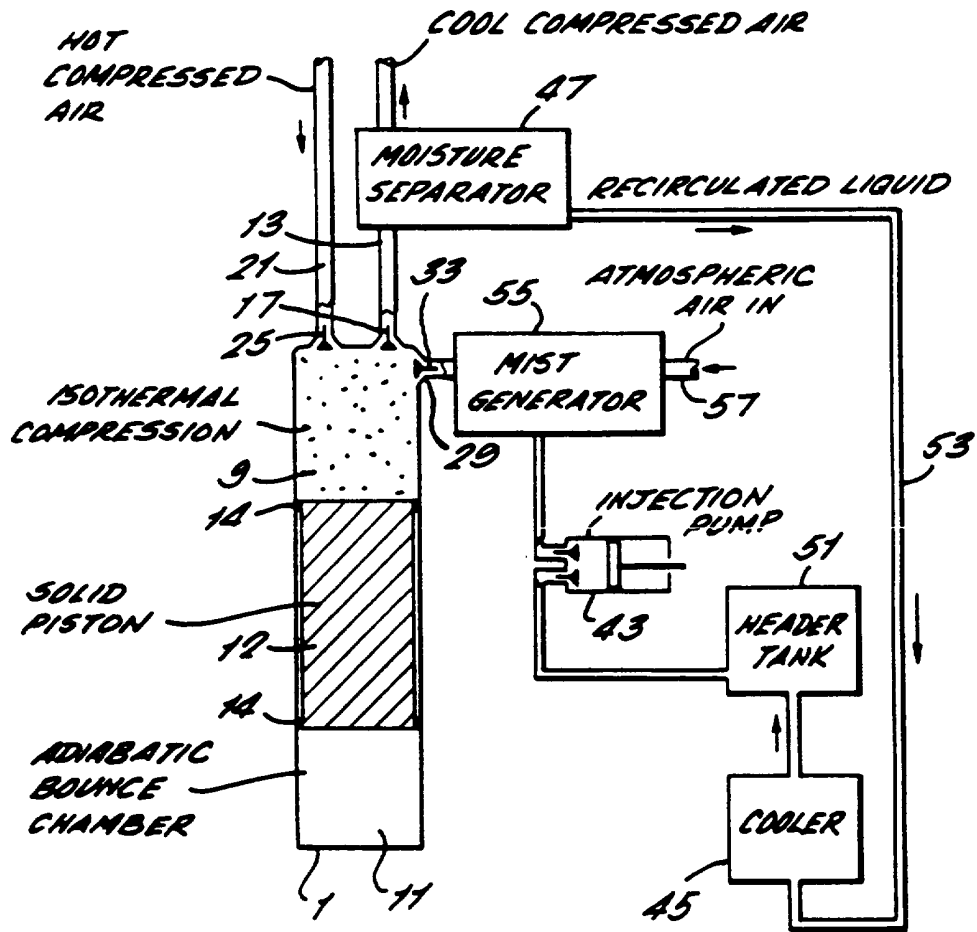 HOT
COMPRESSED
AIR
COOL COMPRESSED AIR
47
MOISTURE
SEPARATOR
RECIRCULATED LIQUID
13
21
17
25
33
55
ATMOSPHERIC
AIR IN
MIST
GENERATOR
57
29
ISOTHERMAL
COMPRESSION
9
14
53
INJECTION
PUMP
43
51
HEADER
TANK
SOLID
PISTON
12
14
ADIABATIC
BOUNCE
CHAMBER
COOLER
1
11
45